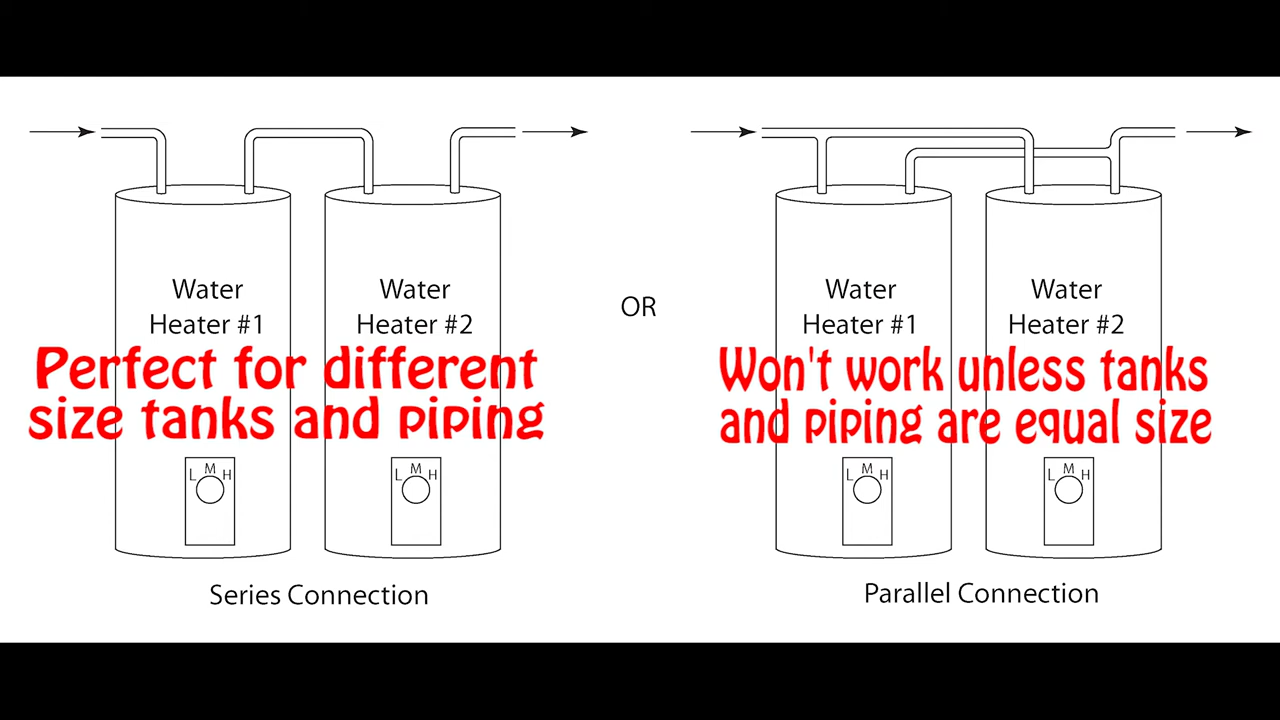 Water
Heater #1
Water
Heater #2
Perfect for different
size tanks and piping
L M H
L M H
Series Connection
OR
Water
Heater #1
Water
Heater #2
Won't work unless tanks
and piping are equal size
L M H
L M H
Parallel Connection